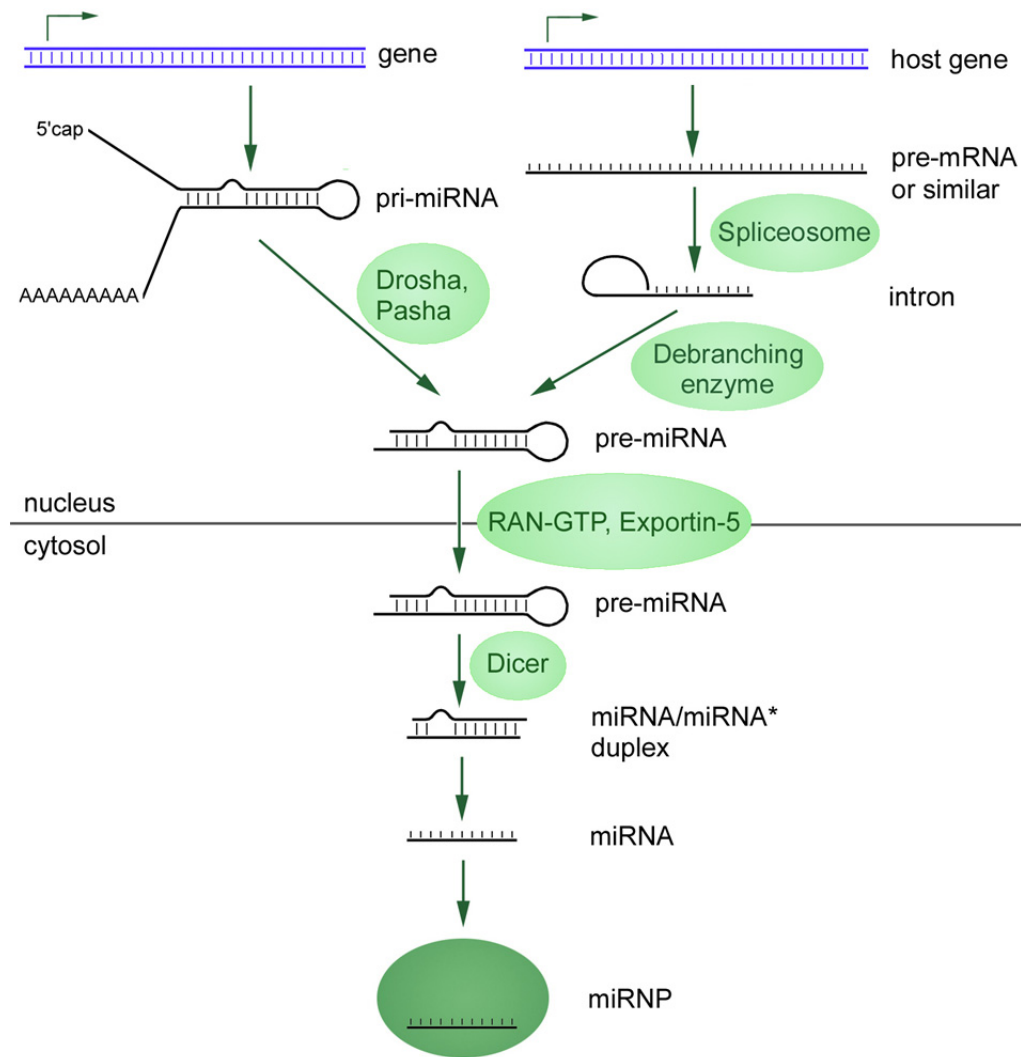 gene
host gene
5'cap
pri-miRNA
pre-mRNA
or similar
Spliceosome
Drosha,
Pasha
AAAAAAAAA
intron
Debranching
enzyme
pre-miRNA
nucleus
RAN-GTP, Exportin-5
cytosol
pre-miRNA
Dicer
miRNA/miRNA*
duplex
miRNA
miRNP